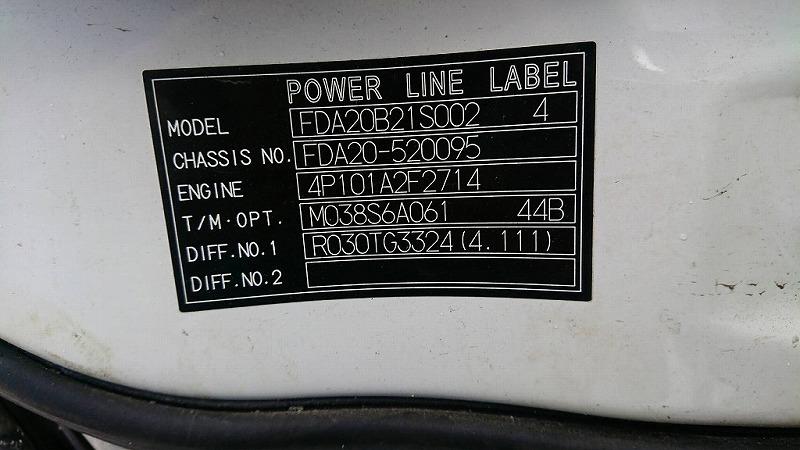 POWER LINE LABEL
MODEL FDA20B21S002 4
CHASSIS NO. FDA20-520095
ENGINE 4P101A2F2714
T/M·OPT. M038S6A061 44B
DIFF.NO.1 R030TG3324(4.111)
DIFF.NO.2